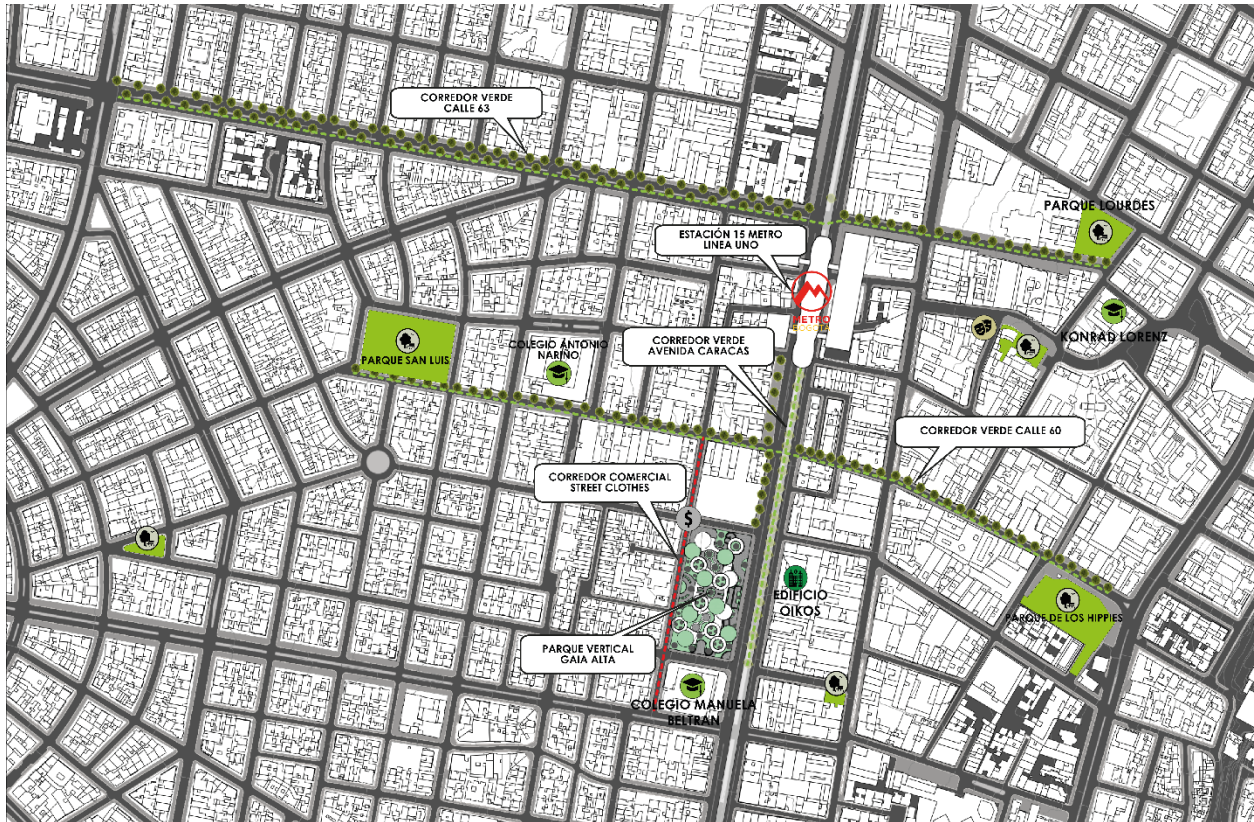 CORREDOR VERDE
CALLE 63
PARQUE LOURDES
ESTACIÓN 15 METRO
LINEA UNO
METRO
BOGOTÁ
KONRAD LORENZ
CORREDOR VERDE
AVENIDA CARACAS
COLEGIO ANTONIO
NARIÑO
PARQUE SAN LUIS
CORREDOR VERDE CALLE 60
CORREDOR COMERCIAL
STREET CLOTHES
$
EDIFICIO
OIKOS
PARQUE DE LOS HIPPIES
PARQUE VERTICAL
GAIA ALTA
COLEGIO MANUELA
BELTRAN